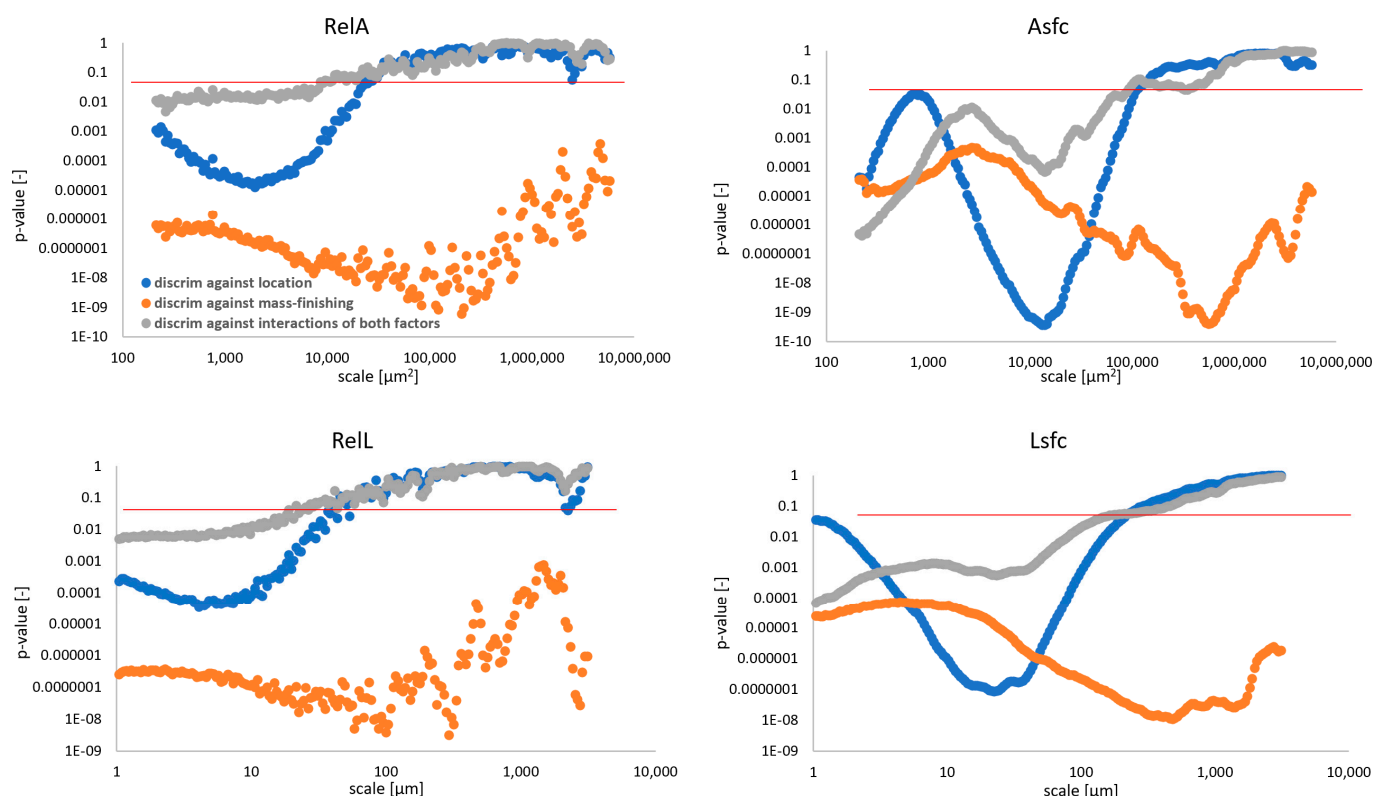 RelA
1
0.1
0.01
0.001
0.0001
0.00001
0.000001
0.0000001
1E-08
1E-09
1E-10
p-value [-]
discrim against location
discrim against mass-finishing
discrim against interactions of both factors
100 1,000 10,000 100,000 1,000,000 10,000,000
scale [µm²]
Asfc
1
0.1
0.01
0.001
0.0001
0.00001
0.000001
0.0000001
1E-08
1E-09
1E-10
p-value [-]
100 1,000 10,000 100,000 1,000,000 10,000,000
scale [µm²]
RelL
1
0.1
0.01
0.001
0.0001
0.00001
0.000001
0.0000001
1E-08
1E-09
p-value [-]
1 10 100 1,000 10,000
scale [µm]
Lsfc
1
0.1
0.01
0.001
0.0001
0.00001
0.000001
0.0000001
1E-08
1E-09
p-value [-]
1 10 100 1,000 10,000
scale [µm]